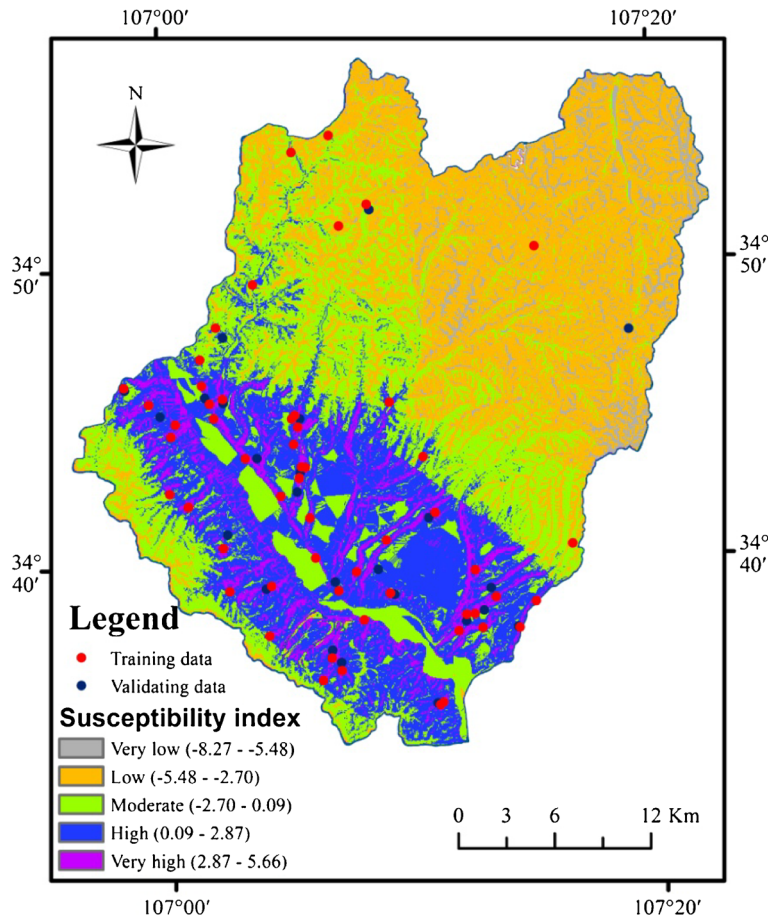 107°00′ 107°20′
N
34°
50′
34°
50′
34°
40′
34°
40′
Legend
Training data
Validating data
Susceptibility index
Very low (-8.27 - -5.48)
Low (-5.48 - -2.70)
Moderate (-2.70 - 0.09)
High (0.09 - 2.87)
Very high (2.87 - 5.66)
0 3 6 12 Km
107°00′ 107°20′